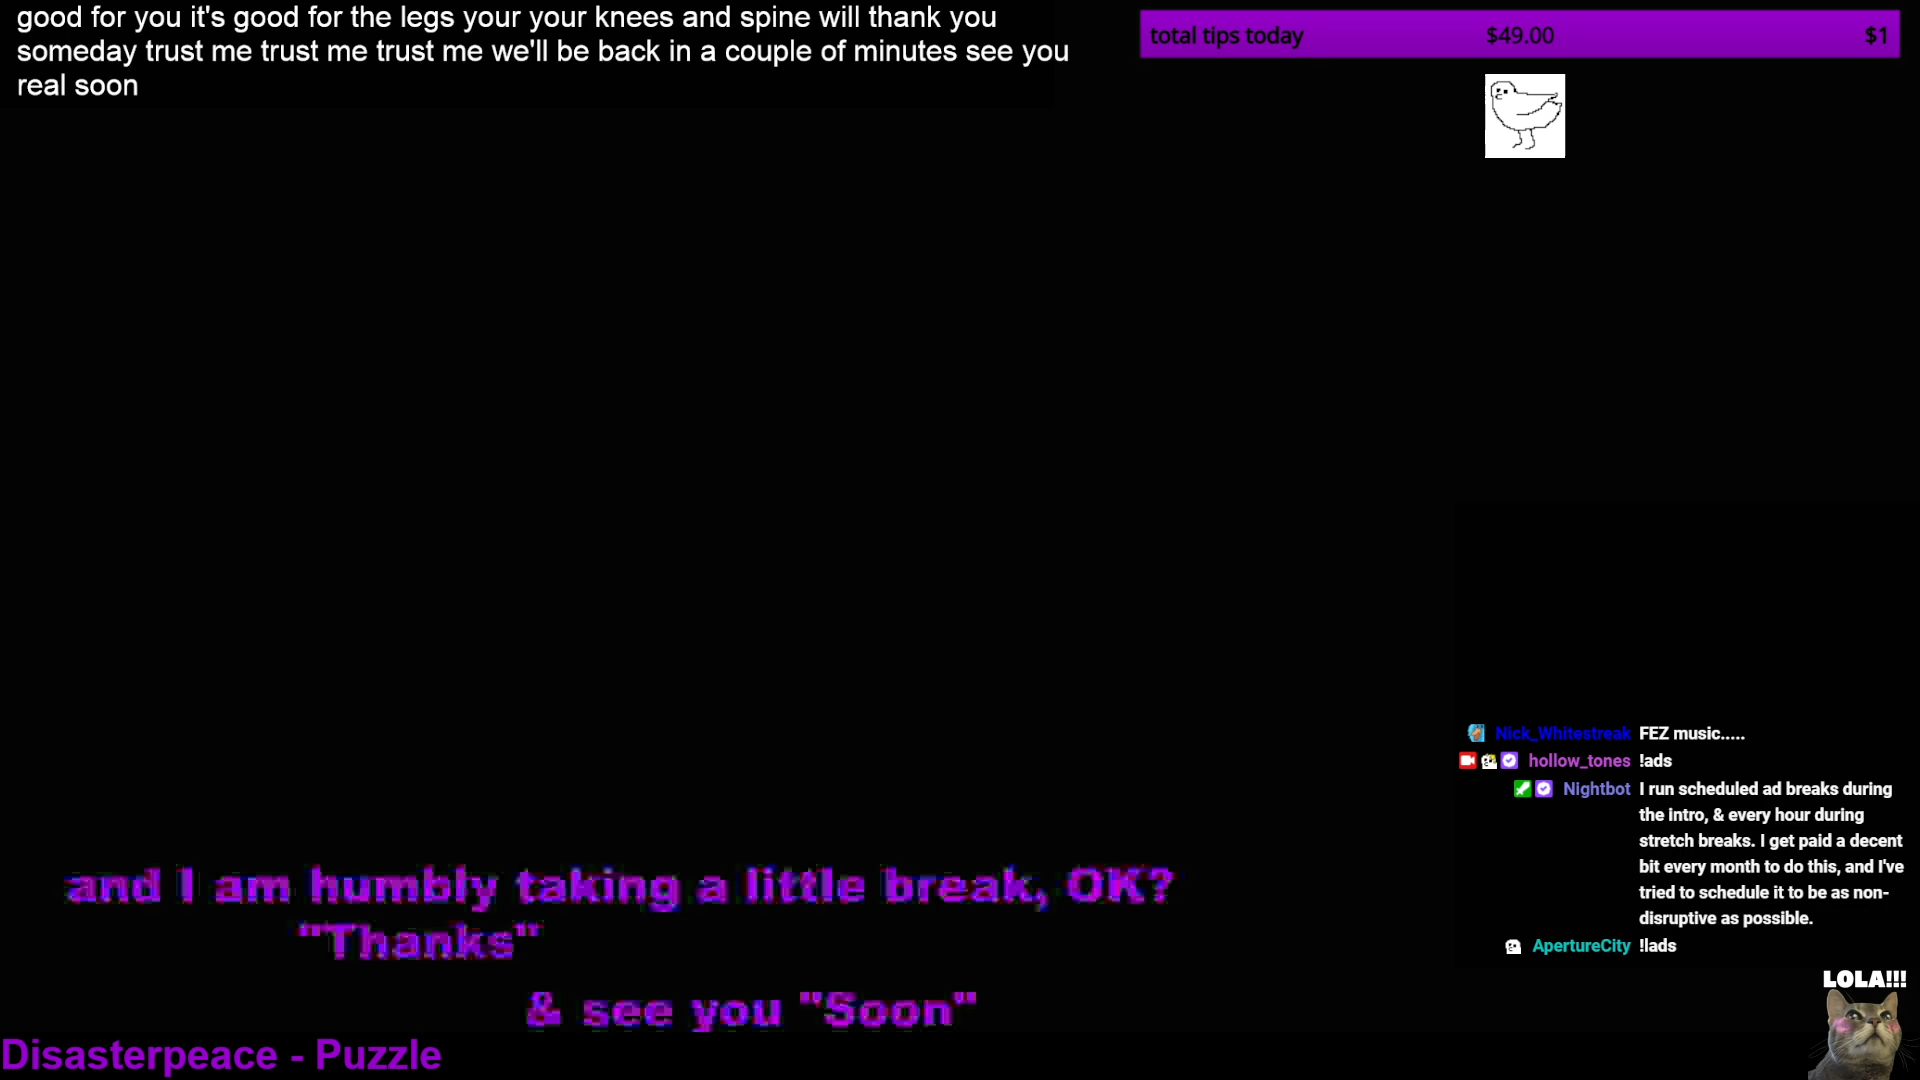 good for you it's good for the legs your your knees and spine will thank you
someday trust me trust me trust me we'll be back in a couple of minutes see you
real soon
total tips today $49.00 $1
Nick_Whitestreak FEZ music.....
hollow_tones !ads
Nightbot I run scheduled ad breaks during
the intro, & every hour during
stretch breaks. I get paid a decent
bit every month to do this, and I've
tried to schedule it to be as non-
disruptive as possible.
ApertureCity !lads
and I am humbly taking a little break, OK?
"Thanks"
& see you "Soon"
LOLA!!!
Disasterpeace - Puzzle